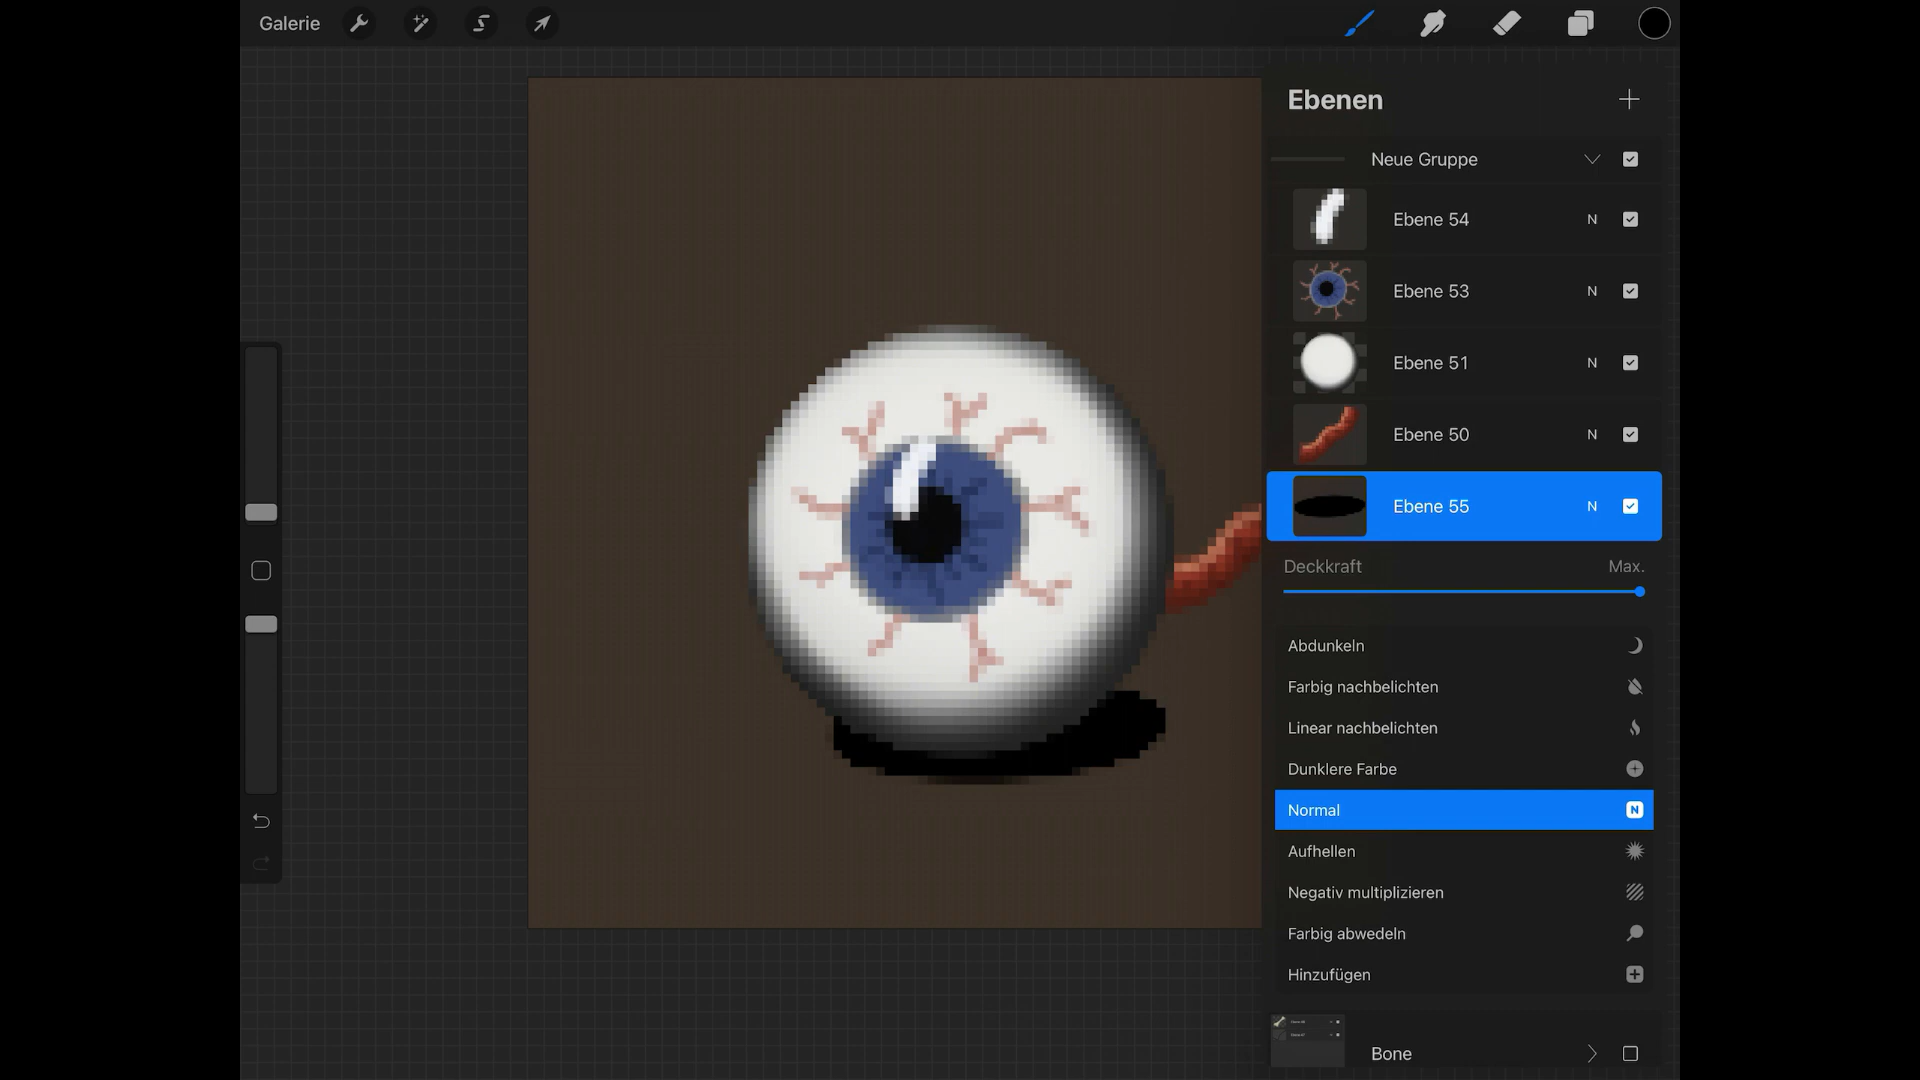 Galerie
Ebenen
Neue Gruppe
Ebene 54 N
Ebene 53 N
Ebene 51 N
Ebene 50 N
Ebene 55 N
Deckkraft Max.
Abdunkeln
Farbig nachbelichten
Linear nachbelichten
Dunklere Farbe
Normal N
Aufhellen
Negativ multiplizieren
Farbig abwedeln
Hinzufügen
Bone